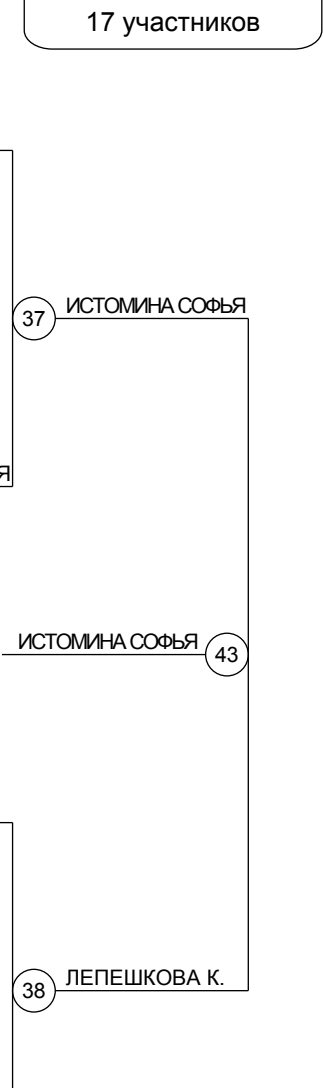 17 участников
37 ИСТОМИНА СОФЬЯ
Я
ИСТОМИНА СОФЬЯ 43
38 ЛЕПЕШКОВА К.